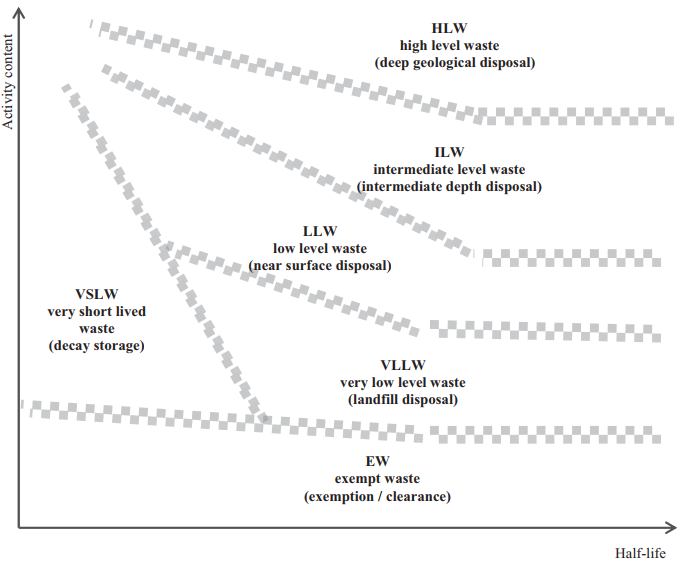 Activity content
HLW
high level waste
(deep geological disposal)
ILW
intermediate level waste
(intermediate depth disposal)
LLW
low level waste
(near surface disposal)
VSLW
very short lived
waste
(decay storage)
VLLW
very low level waste
(landfill disposal)
EW
exempt waste
(exemption / clearance)
Half-life